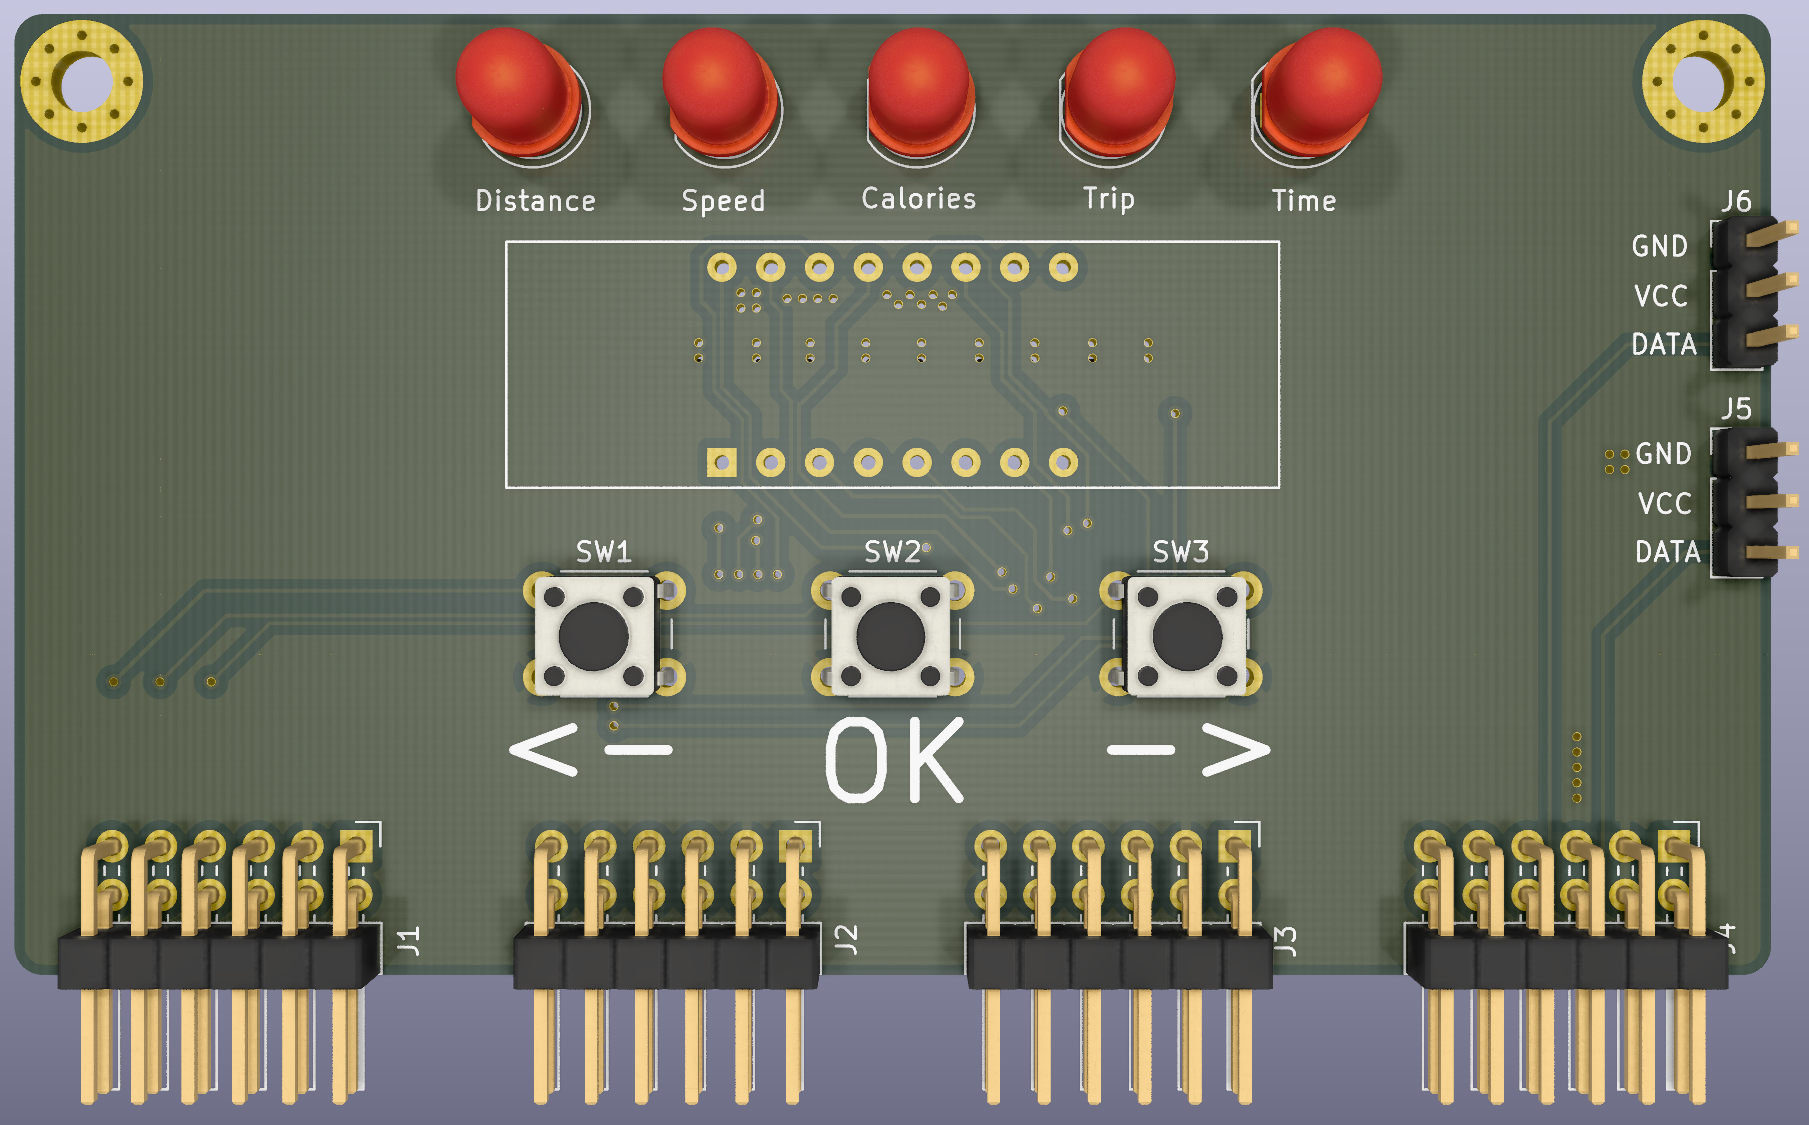 Distance
Speed
Calories
Trip
Time
J6
GND
VCC
DATA
J5
GND
VCC
DATA
SW1
SW2
SW3
<-
OK
->
J1
J2
J3
J4